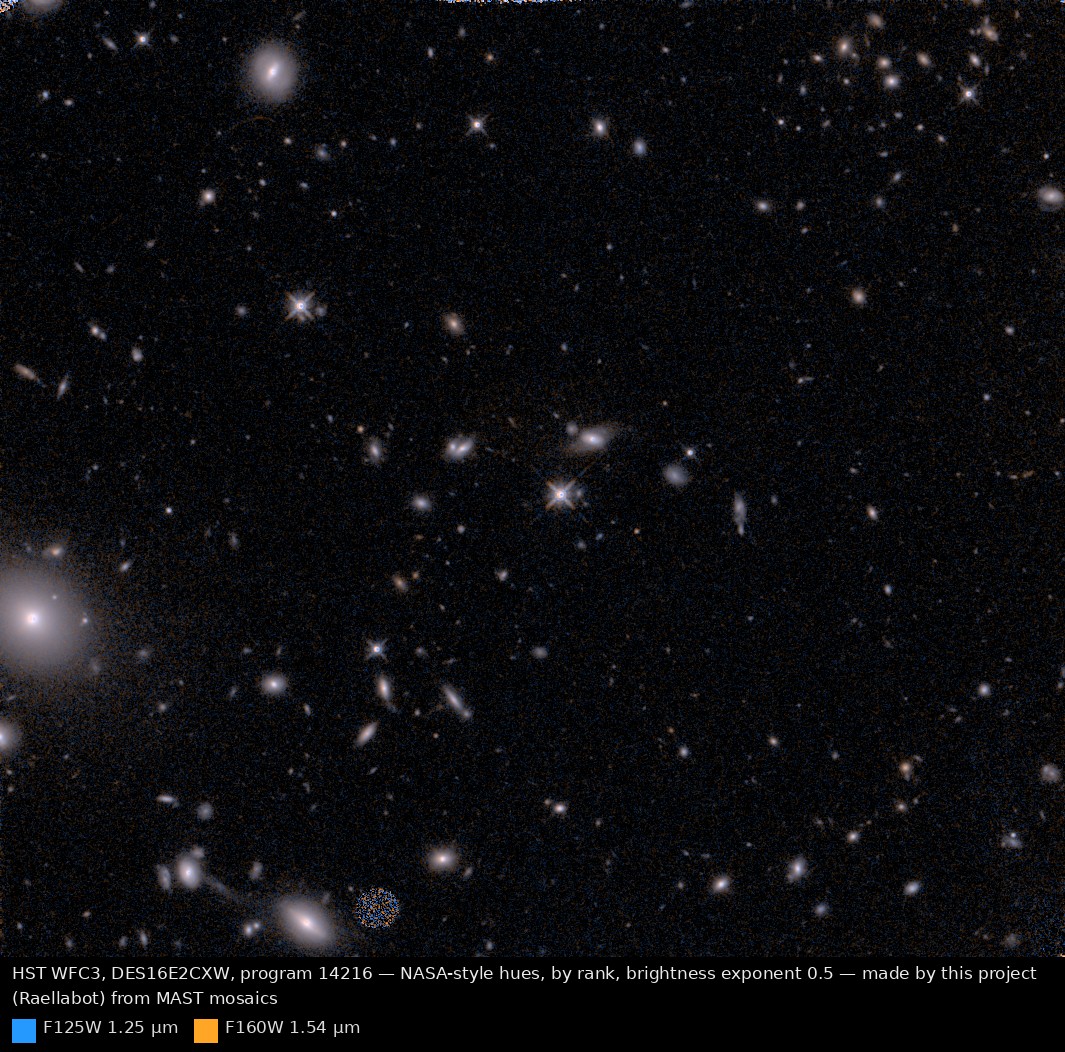 HST WFC3, DES16E2CXW, program 14216 — NASA-style hues, by rank, brightness exponent 0.5 — made by this project
(Raellabot) from MAST mosaics
F125W 1.25 µm F160W 1.54 µm